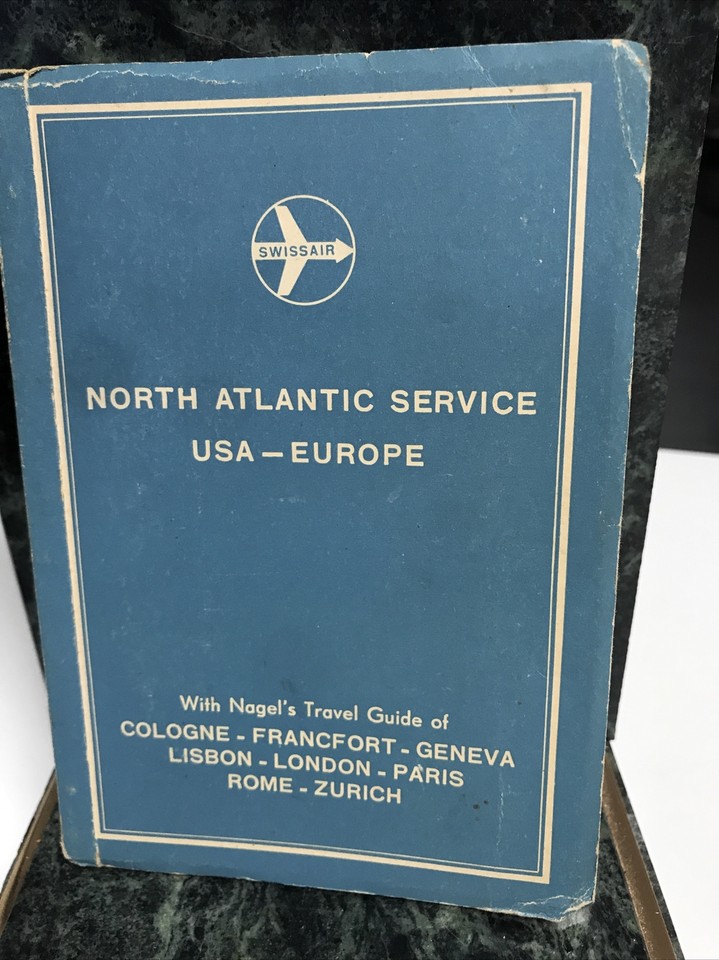 SWISSAIR
NORTH ATLANTIC SERVICE
USA – EUROPE
With Nagel's Travel Guide of
COLOGNE - FRANCFORT - GENEVA
LISBON - LONDON - PARIS
ROME - ZURICH